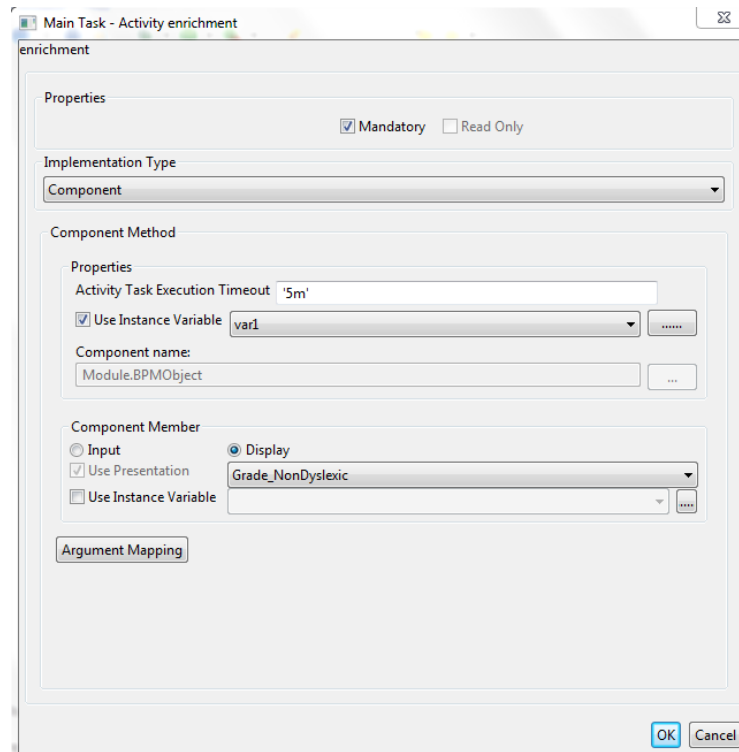 Main Task - Activity enrichment
enrichment
Properties
Mandatory Read Only
Implementation Type
Component
Component Method
Properties
Activity Task Execution Timeout '5m'
Use Instance Variable var1 ......
Component name:
Module.BPMObject ...
Component Member
Input Display
Use Presentation Grade_NonDyslexic
Use Instance Variable ....
Argument Mapping
OK Cancel